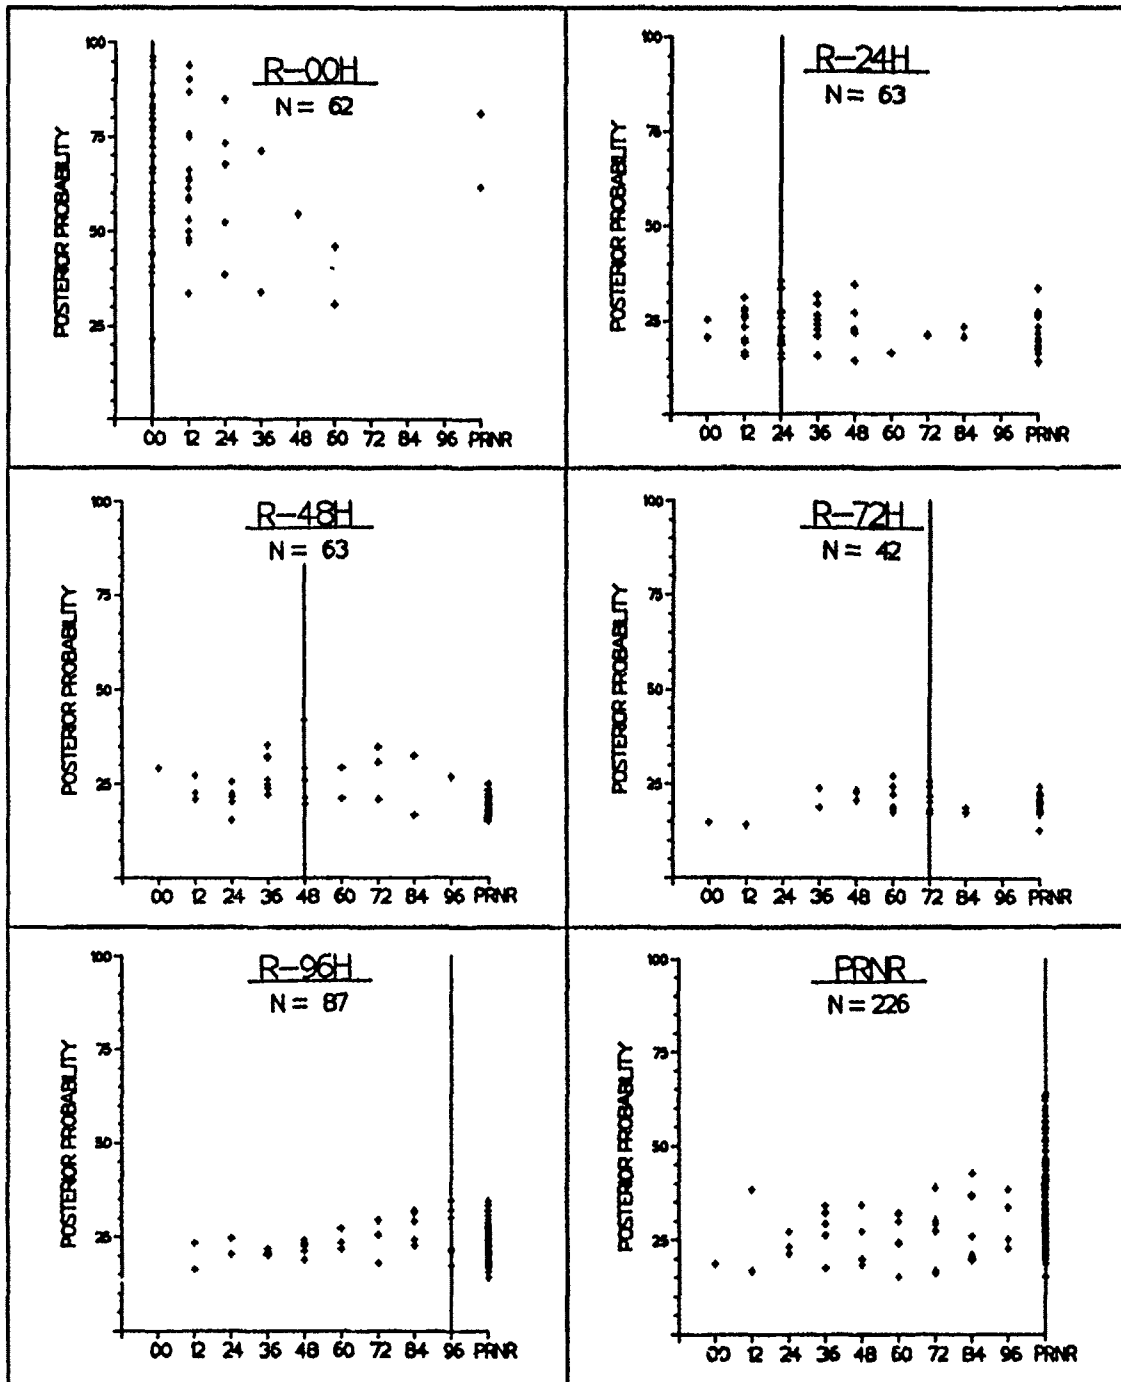 R-00H
N = 62
POSTERIOR PROBABILITY
100
75
50
25
00 12 24 36 48 60 72 84 96 PRNR
R-24H
N = 63
POSTERIOR PROBABILITY
100
75
50
25
00 12 24 36 48 60 72 84 96 PRNR
R-48H
N = 63
POSTERIOR PROBABILITY
100
75
50
25
00 12 24 36 48 60 72 84 96 PRNR
R-72H
N = 42
POSTERIOR PROBABILITY
100
75
50
25
00 12 24 36 48 60 72 84 96 PRNR
R-96H
N = 87
POSTERIOR PROBABILITY
100
75
50
25
00 12 24 36 48 60 72 84 96 PRNR
PRNR
N = 226
POSTERIOR PROBABILITY
100
75
50
25
00 12 24 36 48 60 72 84 96 PRNR